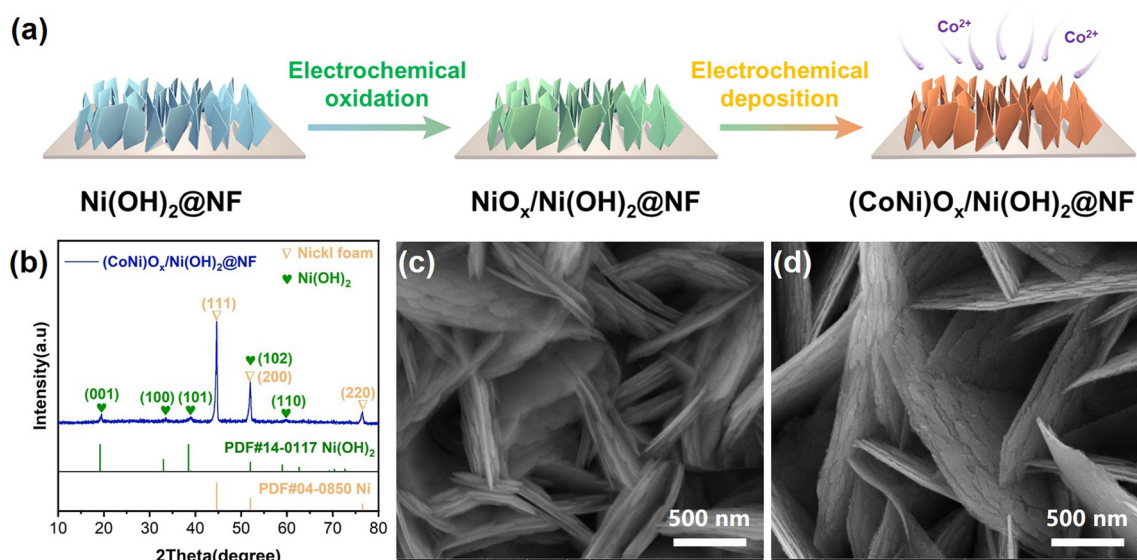 (a)
Co²⁺
Co²⁺
Electrochemical
oxidation
Electrochemical
deposition
Ni(OH)₂@NF
NiOₓ/Ni(OH)₂@NF
(CoNi)Oₓ/Ni(OH)₂@NF
(b)
(CoNi)Oₓ/Ni(OH)₂@NF
Nickl foam
Ni(OH)₂
(111)
(102)
(200)
(001)
(100)
(101)
(110)
(220)
PDF#14-0117 Ni(OH)₂
PDF#04-0850 Ni
Intensity(a.u)
10 20 30 40 50 60 70 80
2Theta(degree)
(c)
500 nm
(d)
500 nm